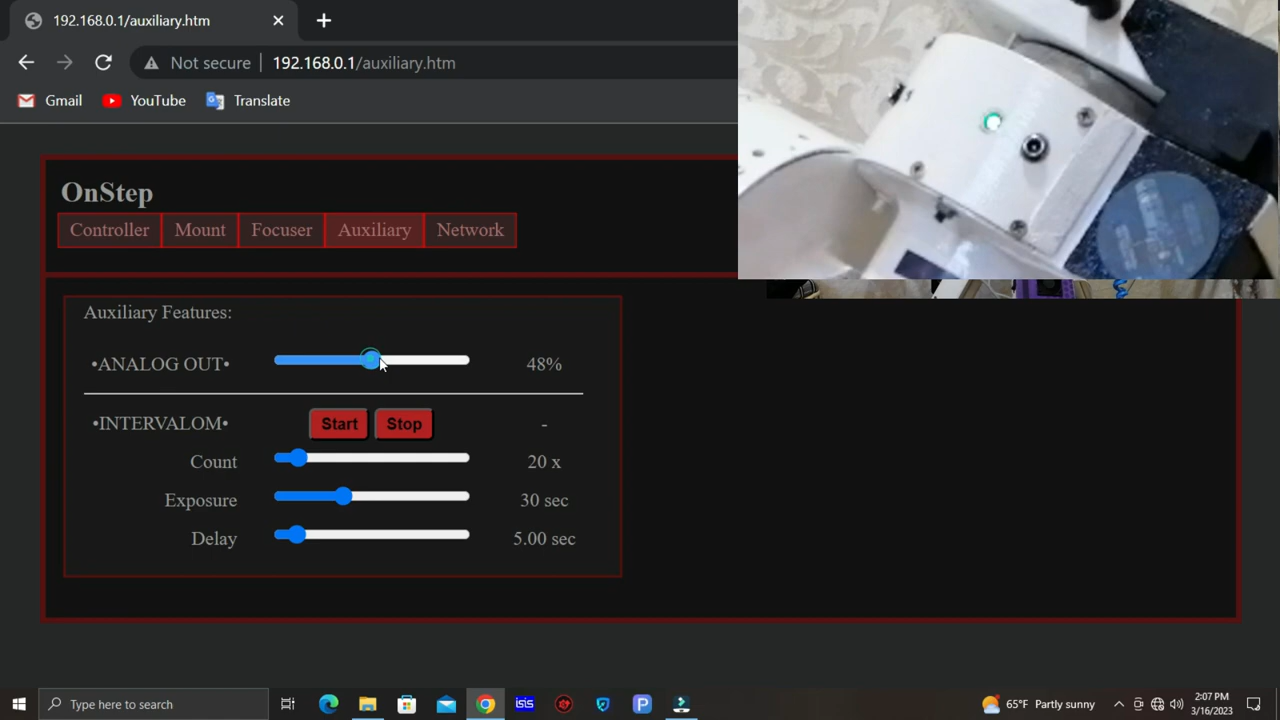 192.168.0.1/auxiliary.htm
Not secure 192.168.0.1/auxiliary.htm
Gmail YouTube Translate
OnStep
Controller Mount Focuser Auxiliary Network
Auxiliary Features:
•ANALOG OUT• 48%
•INTERVALOM• Start Stop -
Count 20 x
Exposure 30 sec
Delay 5.00 sec
Type here to search isis P 65°F Partly sunny 2:07 PM
3/16/2023